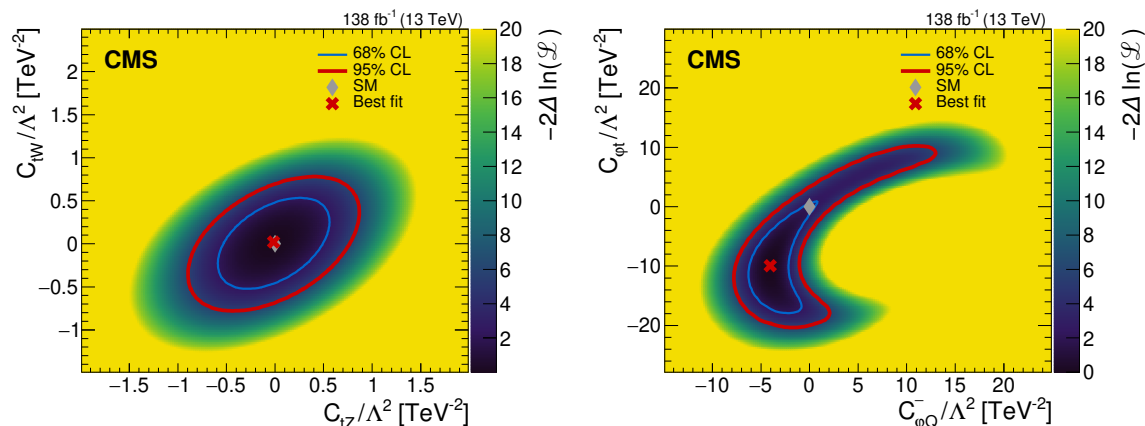 138 fb⁻¹ (13 TeV)
CMS
68% CL
95% CL
SM
Best fit
C_tW/Λ² [TeV⁻²]
2
1.5
1
0.5
0
−0.5
−1
−1.5 −1 −0.5 0 0.5 1 1.5
C_tZ/Λ² [TeV⁻²]
20
18
16
14
12
10
8
6
4
2
0
−2Δ ln(ℒ)
138 fb⁻¹ (13 TeV)
CMS
68% CL
95% CL
SM
Best fit
C_φt/Λ² [TeV⁻²]
20
10
0
−10
−20
−10 −5 0 5 10 15 20
C⁻_φQ/Λ² [TeV⁻²]
20
18
16
14
12
10
8
6
4
2
0
−2Δ ln(ℒ)